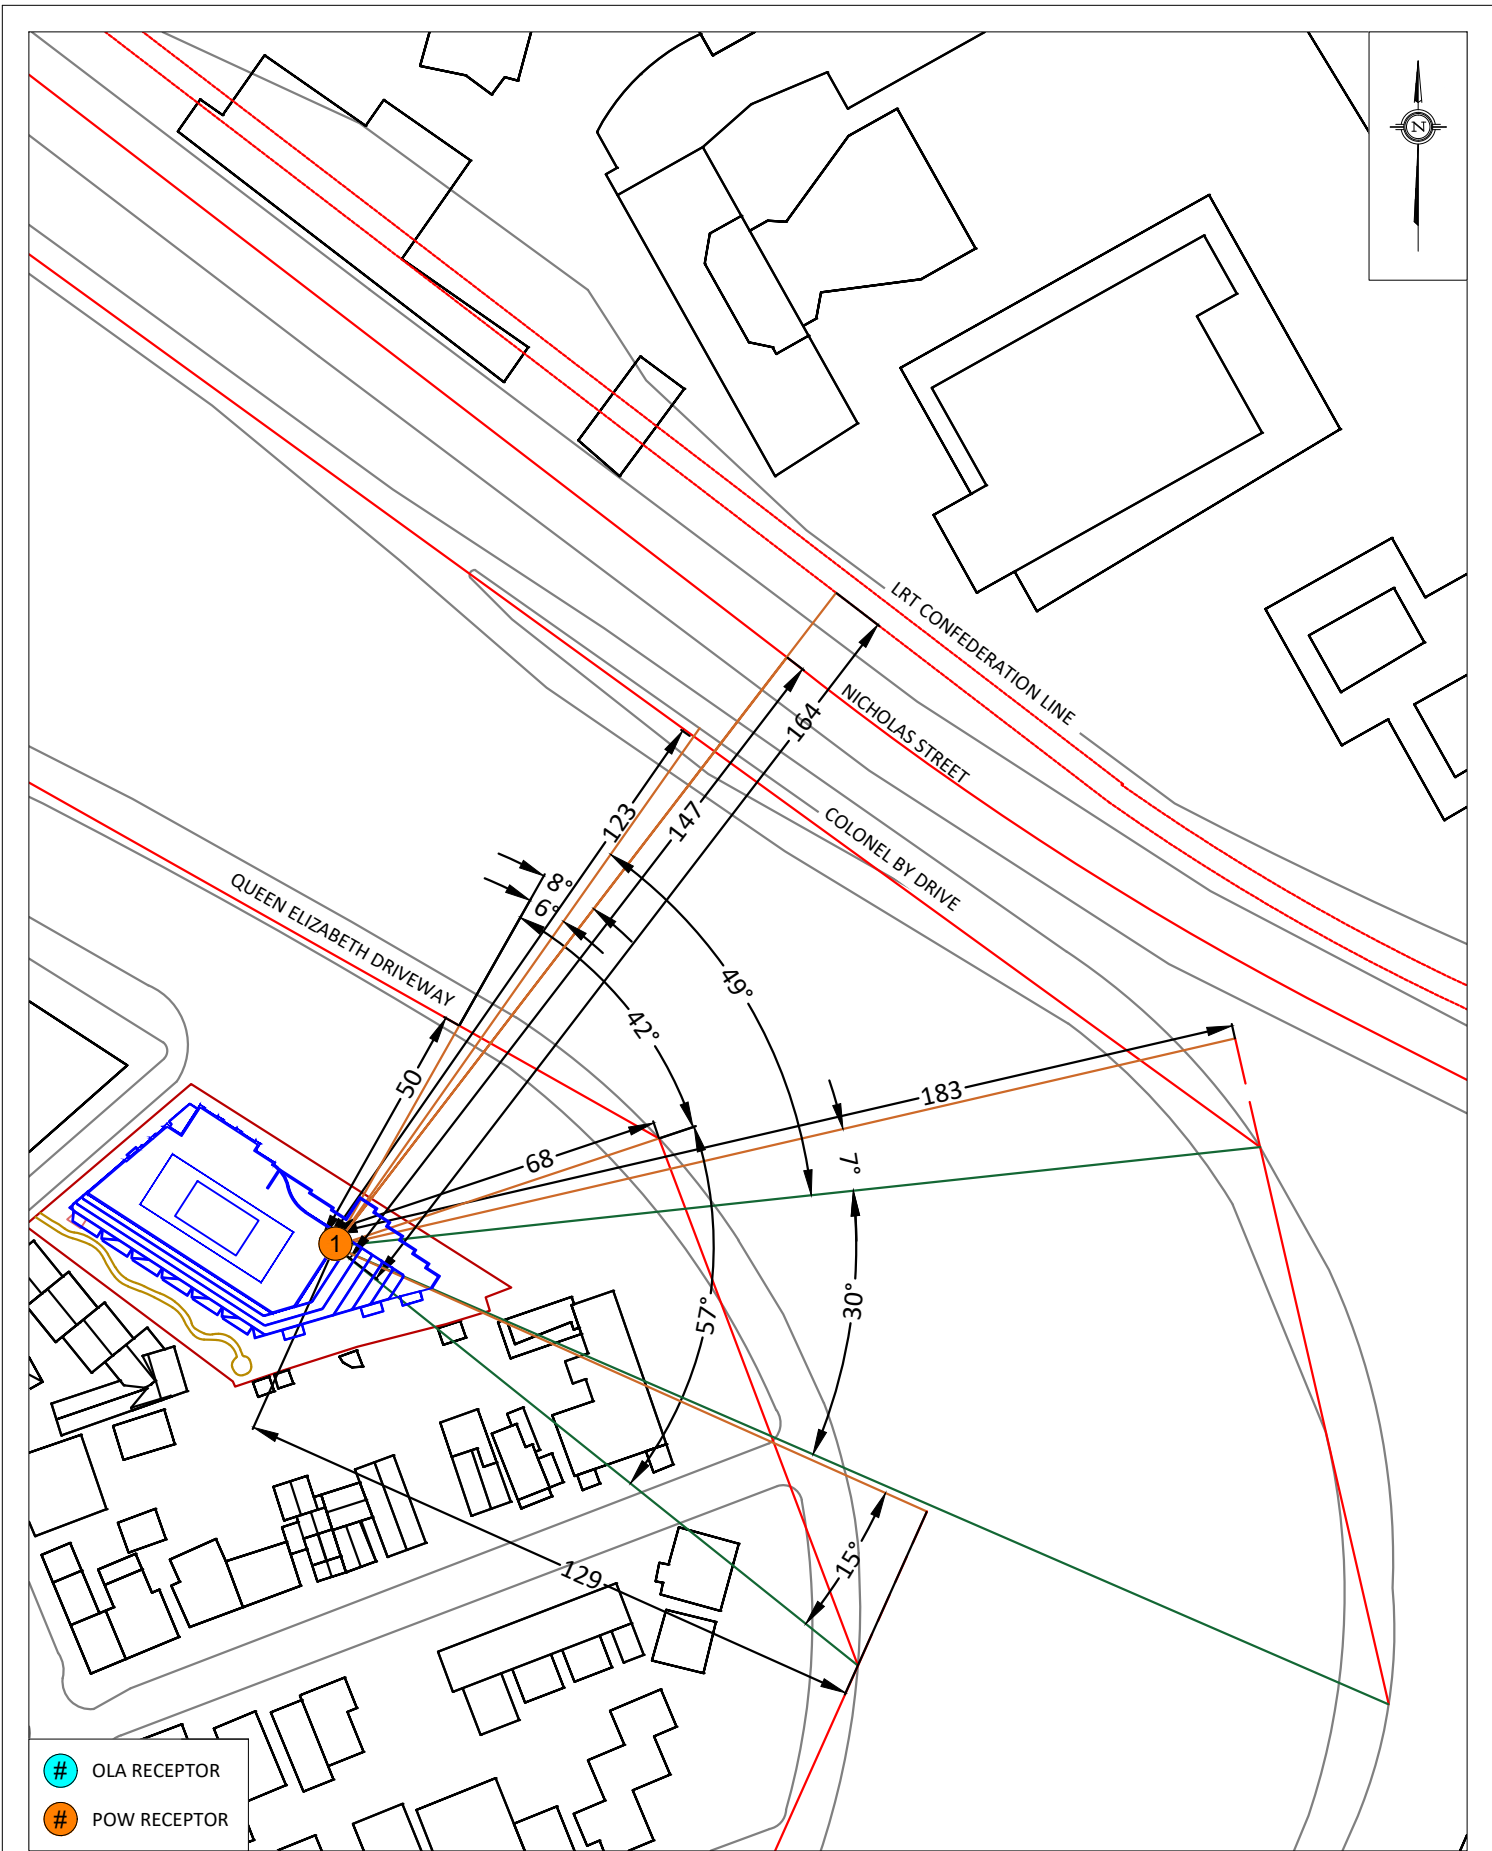 N
LRT CONFEDERATION LINE
NICHOLAS STREET
COLONEL BY DRIVE
QUEEN ELIZABETH DRIVEWAY
164
147
123
8°
6°
49°
42°
50
183
68
7°
1
57°
30°
129
15°
# OLA RECEPTOR
# POW RECEPTOR